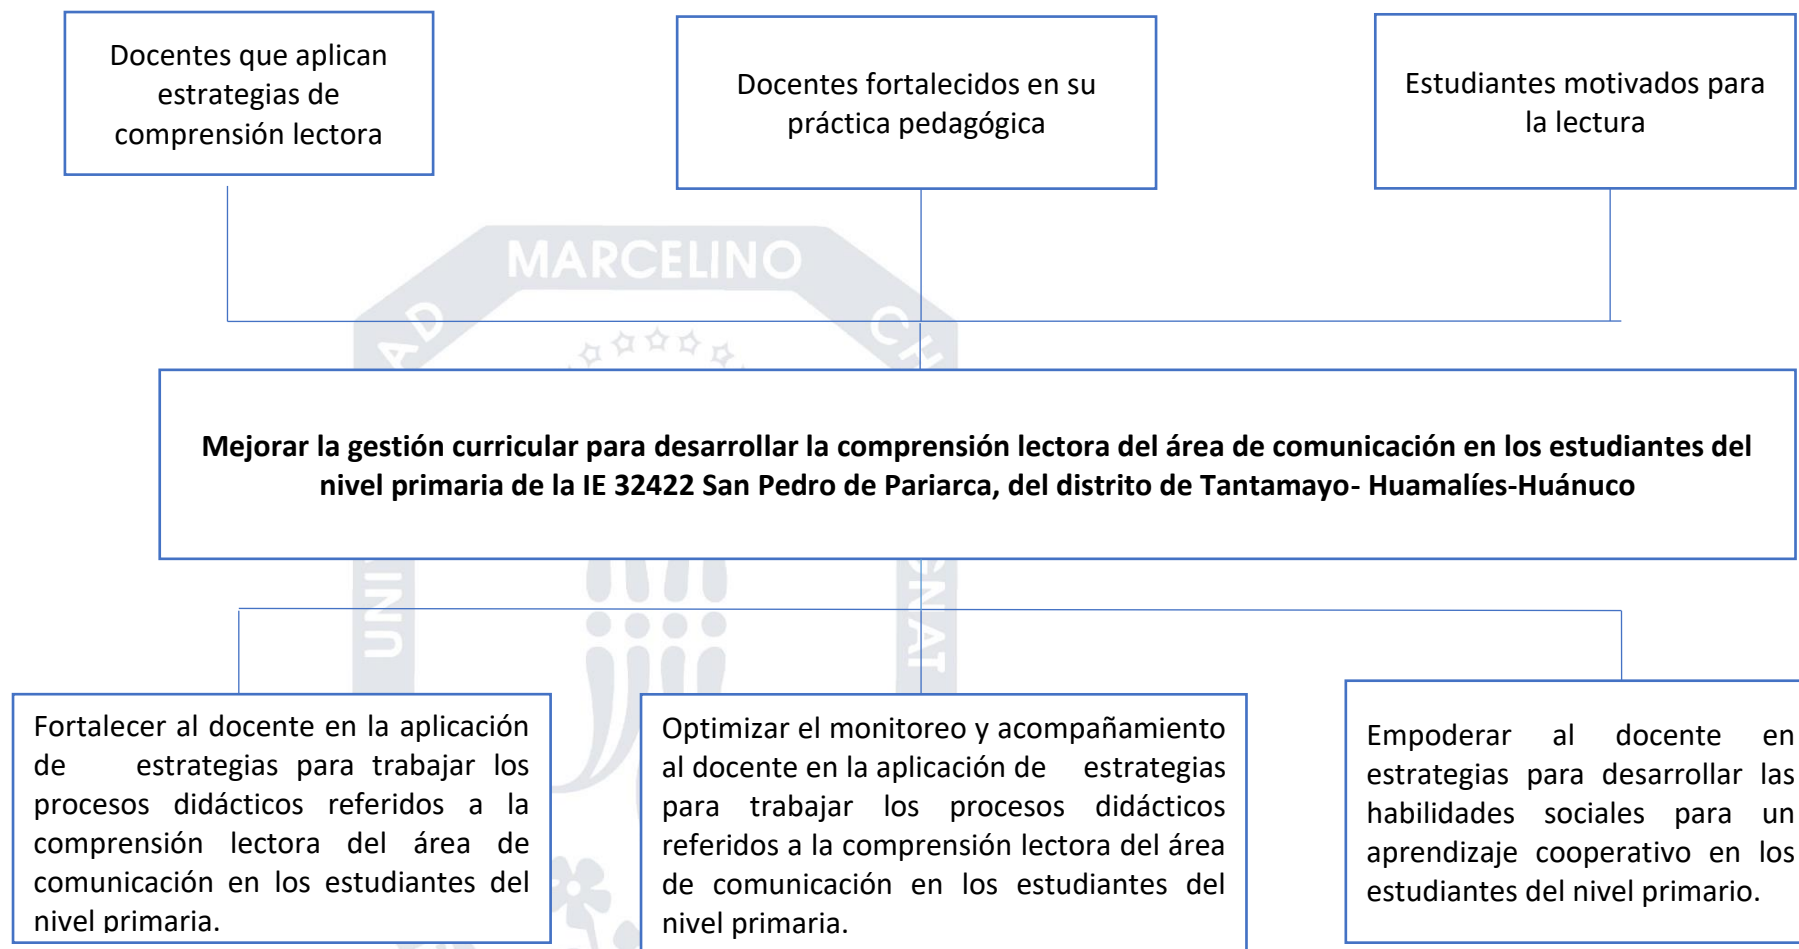 Docentes que aplican
estrategias de
comprensión lectora
Docentes fortalecidos en su
práctica pedagógica
Estudiantes motivados para
la lectura
MARCELINO
Mejorar la gestión curricular para desarrollar la comprensión lectora del área de comunicación en los estudiantes del
nivel primaria de la IE 32422 San Pedro de Pariarca, del distrito de Tantamayo- Huamalíes-Huánuco
Fortalecer al docente en la aplicación
de estrategias para trabajar los
procesos didácticos referidos a la
comprensión lectora del área de
comunicación en los estudiantes del
nivel primaria.
Optimizar el monitoreo y acompañamiento
al docente en la aplicación de estrategias
para trabajar los procesos didácticos
referidos a la comprensión lectora del área
de comunicación en los estudiantes del
nivel primaria.
Empoderar al docente en
estrategias para desarrollar las
habilidades sociales para un
aprendizaje cooperativo en los
estudiantes del nivel primario.